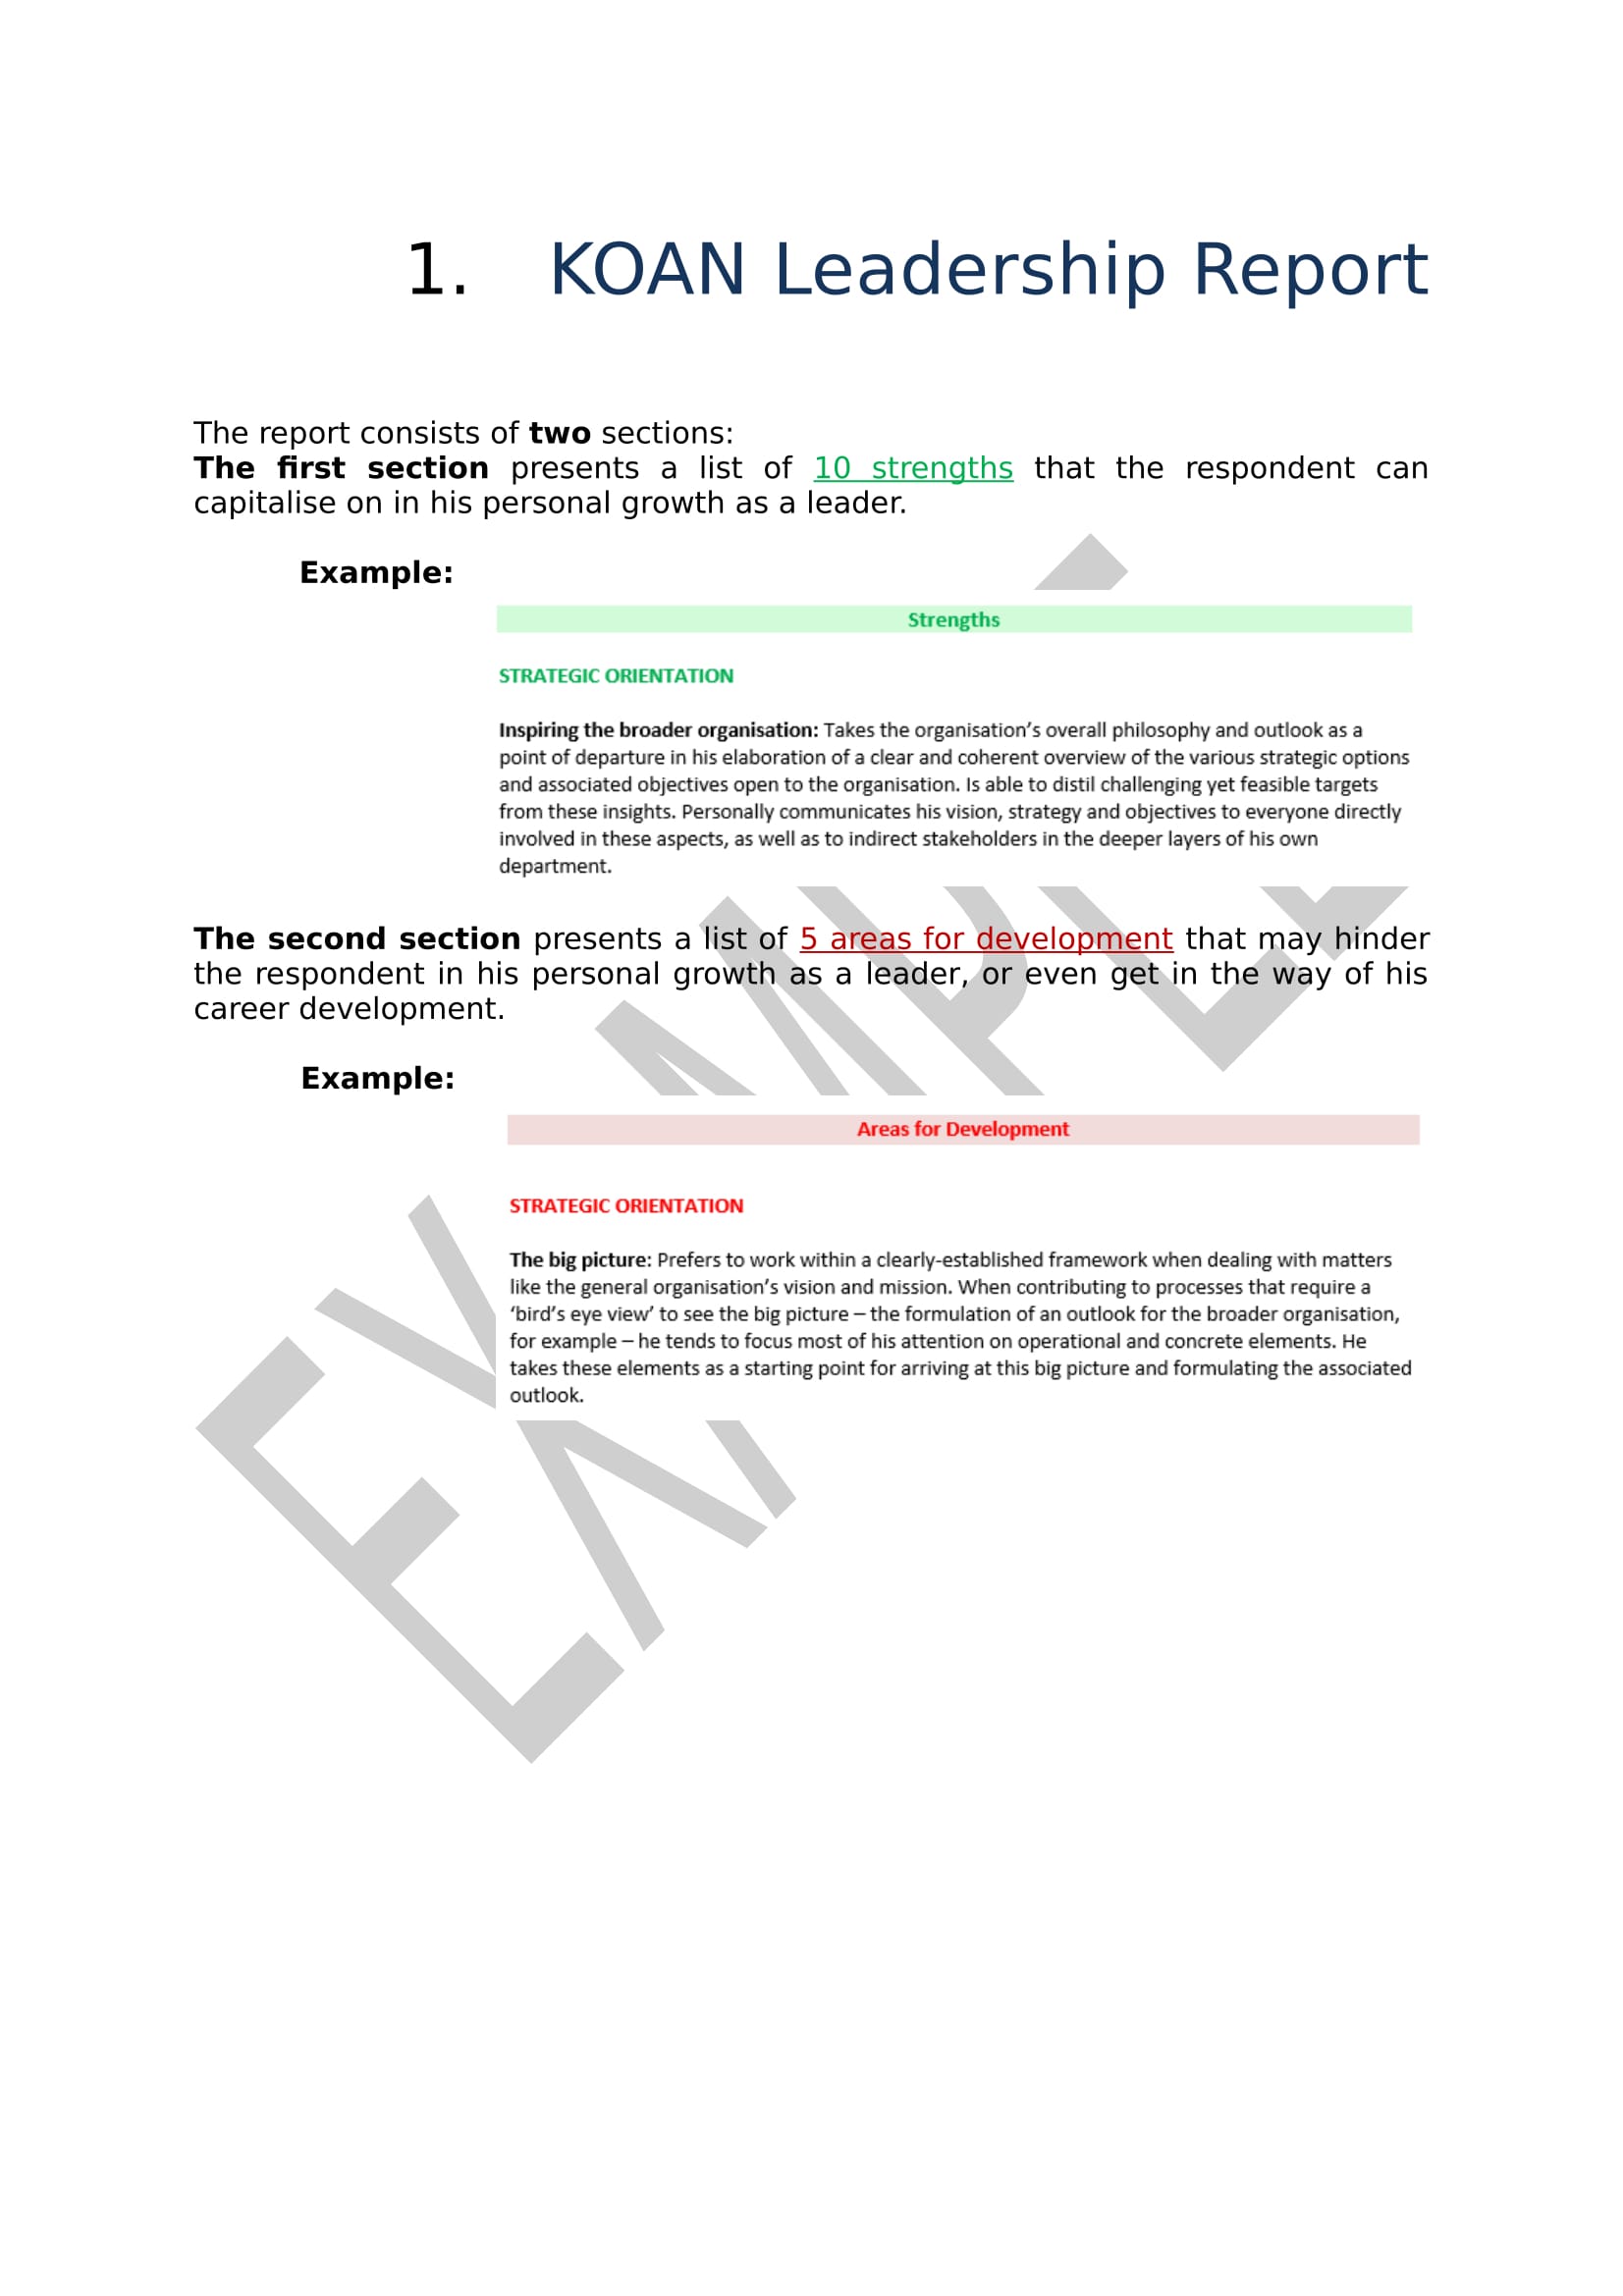 1. KOAN Leadership Report
The report consists of two sections:
The first section presents a list of 10 strengths that the respondent can
capitalise on in his personal growth as a leader.
Example:
Strengths
STRATEGIC ORIENTATION
Inspiring the broader organisation: Takes the organisation’s overall philosophy and outlook as a
point of departure in his elaboration of a clear and coherent overview of the various strategic options
and associated objectives open to the organisation. Is able to distil challenging yet feasible targets
from these insights. Personally communicates his vision, strategy and objectives to everyone directly
involved in these aspects, as well as to indirect stakeholders in the deeper layers of his own
department.
The second section presents a list of 5 areas for development that may hinder
the respondent in his personal growth as a leader, or even get in the way of his
career development.
Example:
Areas for Development
STRATEGIC ORIENTATION
The big picture: Prefers to work within a clearly-established framework when dealing with matters
like the general organisation’s vision and mission. When contributing to processes that require a
‘bird’s eye view’ to see the big picture – the formulation of an outlook for the broader organisation,
for example – he tends to focus most of his attention on operational and concrete elements. He
takes these elements as a starting point for arriving at this big picture and formulating the associated
outlook.